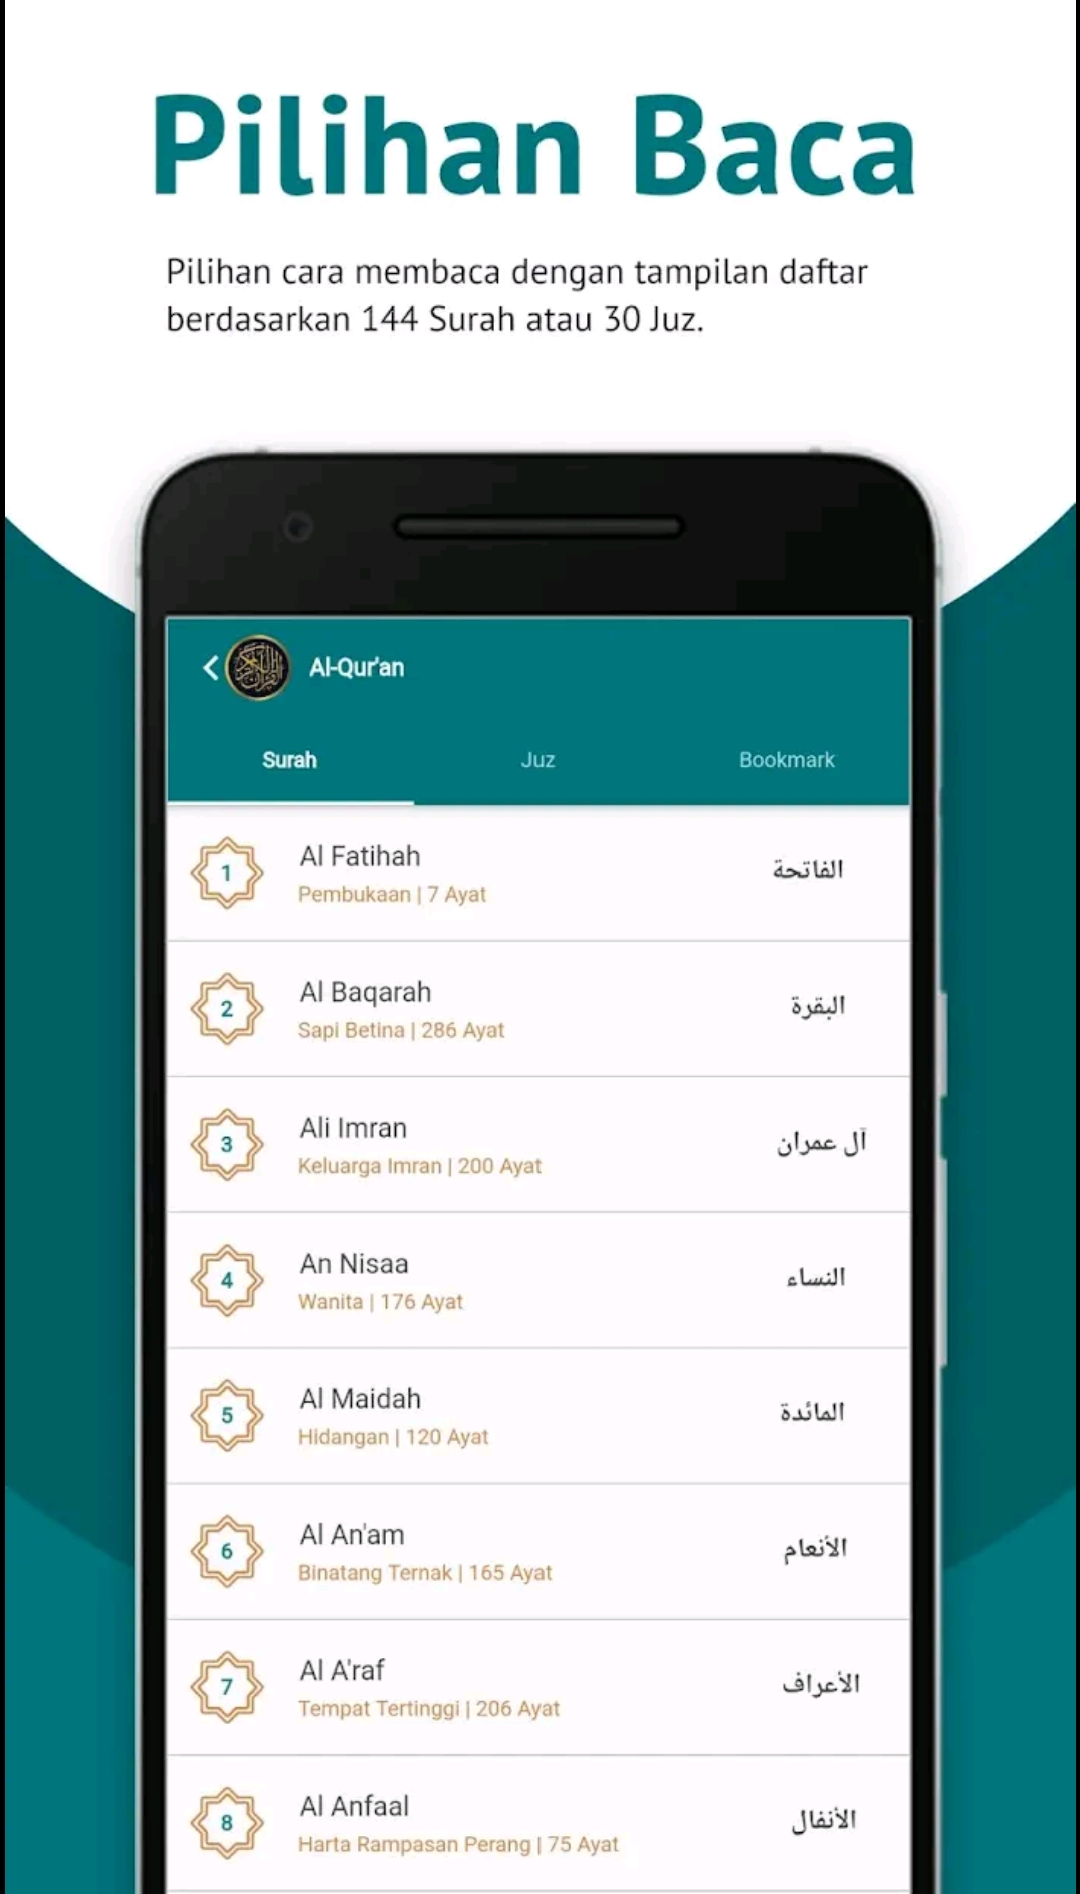 Pilihan Baca
Pilihan cara membaca dengan tampilan daftar
berdasarkan 144 Surah atau 30 Juz.
Al-Qur'an
Surah Juz Bookmark
1 Al Fatihah الفاتحة
Pembukaan | 7 Ayat
2 Al Baqarah البقرة
Sapi Betina | 286 Ayat
3 Ali Imran آل عمران
Keluarga Imran | 200 Ayat
4 An Nisaa النساء
Wanita | 176 Ayat
5 Al Maidah المائدة
Hidangan | 120 Ayat
6 Al An'am الأنعام
Binatang Ternak | 165 Ayat
7 Al A'raf الأعراف
Tempat Tertinggi | 206 Ayat
8 Al Anfaal الأنفال
Harta Rampasan Perang | 75 Ayat